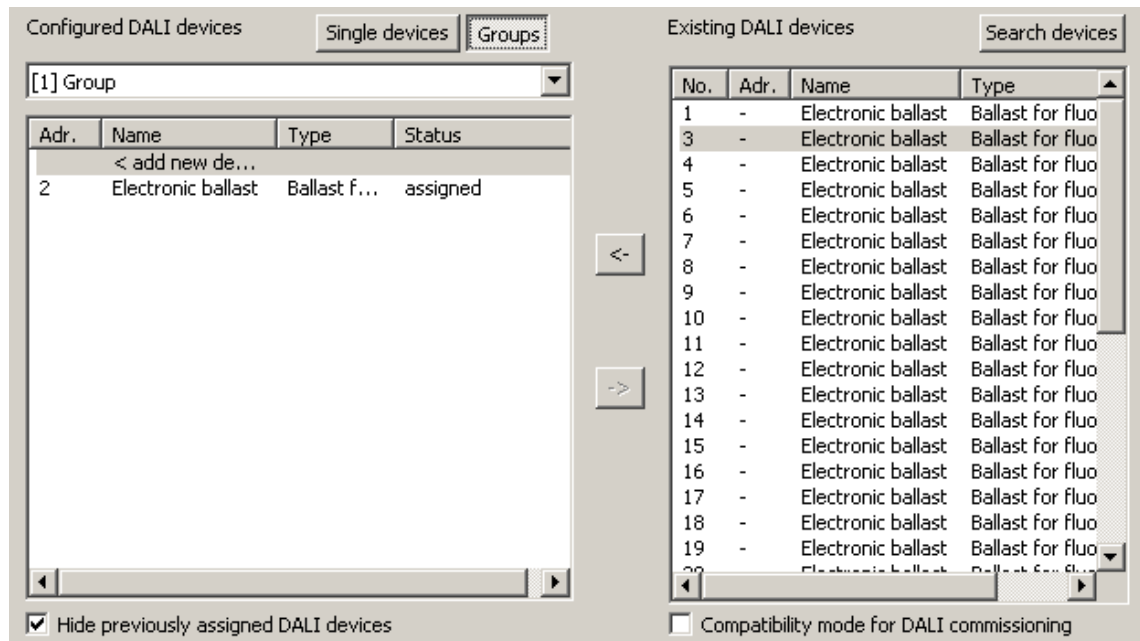 Configured DALI devices
Single devices
Groups
[1] Group
Adr. Name Type Status
< add new de...
2 Electronic ballast Ballast f... assigned
<-
->
Hide previously assigned DALI devices
Existing DALI devices
Search devices
No. Adr. Name Type
1 - Electronic ballast Ballast for fluo
3 - Electronic ballast Ballast for fluo
4 - Electronic ballast Ballast for fluo
5 - Electronic ballast Ballast for fluo
6 - Electronic ballast Ballast for fluo
7 - Electronic ballast Ballast for fluo
8 - Electronic ballast Ballast for fluo
9 - Electronic ballast Ballast for fluo
10 - Electronic ballast Ballast for fluo
11 - Electronic ballast Ballast for fluo
12 - Electronic ballast Ballast for fluo
13 - Electronic ballast Ballast for fluo
14 - Electronic ballast Ballast for fluo
15 - Electronic ballast Ballast for fluo
16 - Electronic ballast Ballast for fluo
17 - Electronic ballast Ballast for fluo
18 - Electronic ballast Ballast for fluo
19 - Electronic ballast Ballast for fluo
Compatibility mode for DALI commissioning